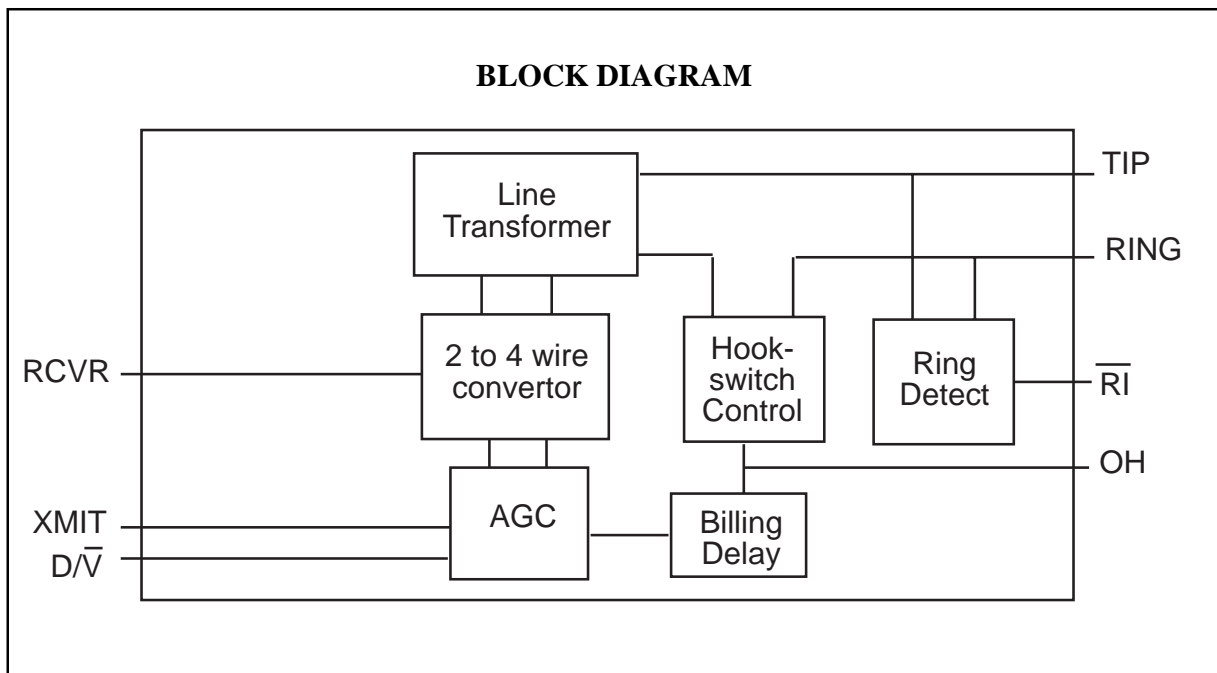 BLOCK DIAGRAM
Line
Transformer
TIP
RING
RCVR
2 to 4 wire
convertor
Hook-
switch
Control
Ring
Detect
R̅I̅
OH
XMIT
D/V̅
AGC
Billing
Delay